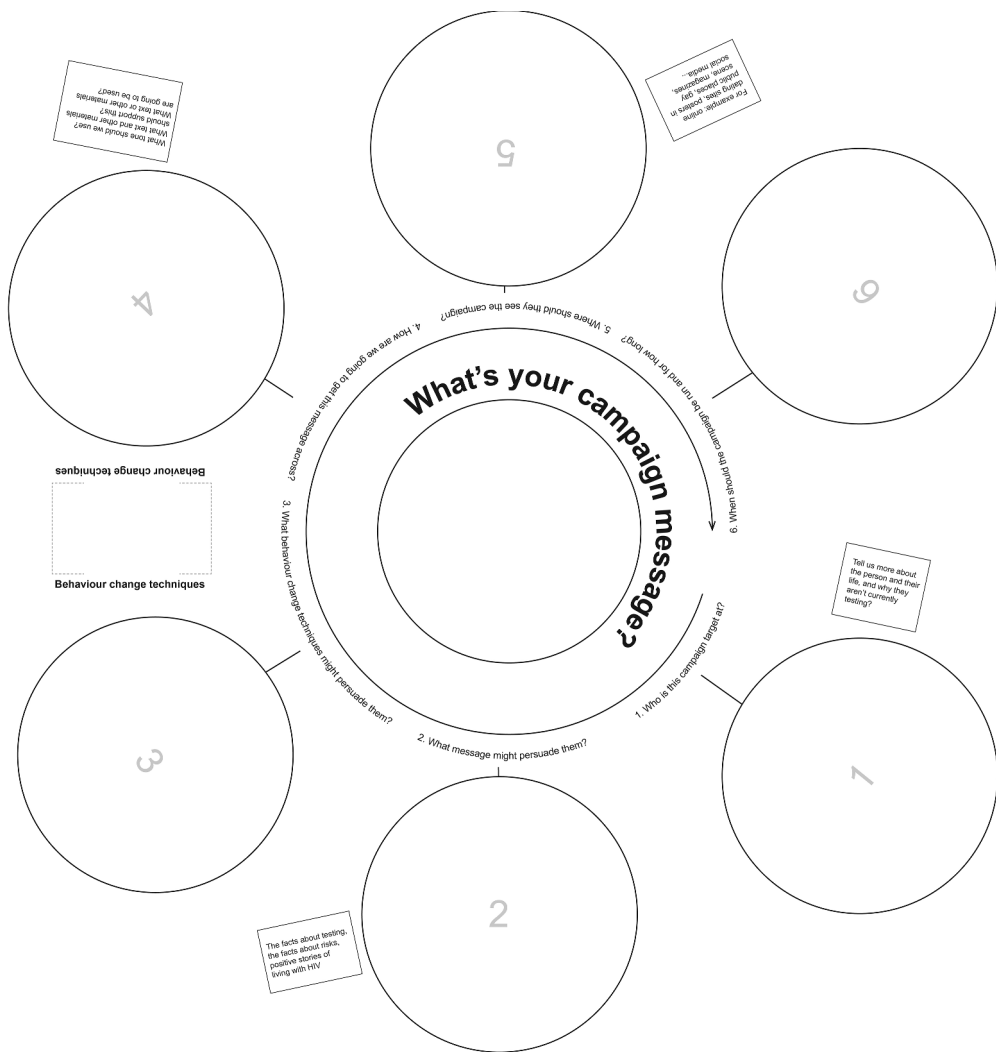 What's your campaign message?
1. Who is this campaign target at?
2. What message might persuade them?
3. What behaviour change techniques might persuade them?
4. How are we going to get this message across?
5. Where should they see the campaign?
6. When should the campaign be run and for how long?
1
Tell us more about
the person and their
life, and why they
aren't currently
testing?
2
The facts about testing,
the facts about risks,
positive stories of
living with HIV
3
Behaviour change techniques
Behaviour change techniques
4
What tone should we use?
What text and other materials
should support this?
What text or other materials
are going to be used?
5
For example: online
dating sites, posters in
public places, gay
scene, magazines,
social media...
6